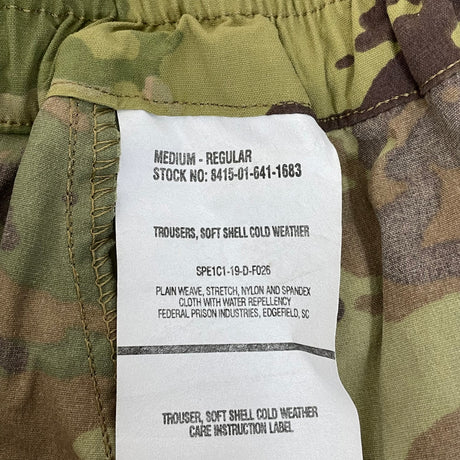 MEDIUM - REGULAR
STOCK NO: 8415-01-641-1683
TROUSERS, SOFT SHELL COLD WEATHER
SPE1C1-19-D-F026
PLAIN WEAVE, STRETCH, NYLON AND SPANDEX
CLOTH WITH WATER REPELLENCY
FEDERAL PRISON INDUSTRIES, EDGEFIELD, SC
TROUSER, SOFT SHELL COLD WEATHER
CARE INSTRUCTION LABEL